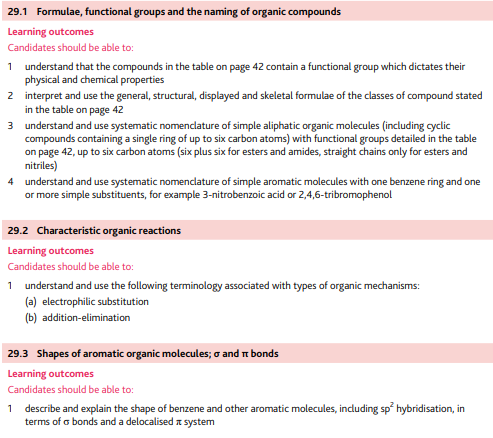 29.1 Formulae, functional groups and the naming of organic compounds
Learning outcomes
Candidates should be able to:
1 understand that the compounds in the table on page 42 contain a functional group which dictates their
physical and chemical properties
2 interpret and use the general, structural, displayed and skeletal formulae of the classes of compound stated
in the table on page 42
3 understand and use systematic nomenclature of simple aliphatic organic molecules (including cyclic
compounds containing a single ring of up to six carbon atoms) with functional groups detailed in the table
on page 42, up to six carbon atoms (six plus six for esters and amides, straight chains only for esters and
nitriles)
4 understand and use systematic nomenclature of simple aromatic molecules with one benzene ring and one
or more simple substituents, for example 3-nitrobenzoic acid or 2,4,6-tribromophenol
29.2 Characteristic organic reactions
Learning outcomes
Candidates should be able to:
1 understand and use the following terminology associated with types of organic mechanisms:
(a) electrophilic substitution
(b) addition-elimination
29.3 Shapes of aromatic organic molecules; σ and π bonds
Learning outcomes
Candidates should be able to:
1 describe and explain the shape of benzene and other aromatic molecules, including sp² hybridisation, in
terms of σ bonds and a delocalised π system